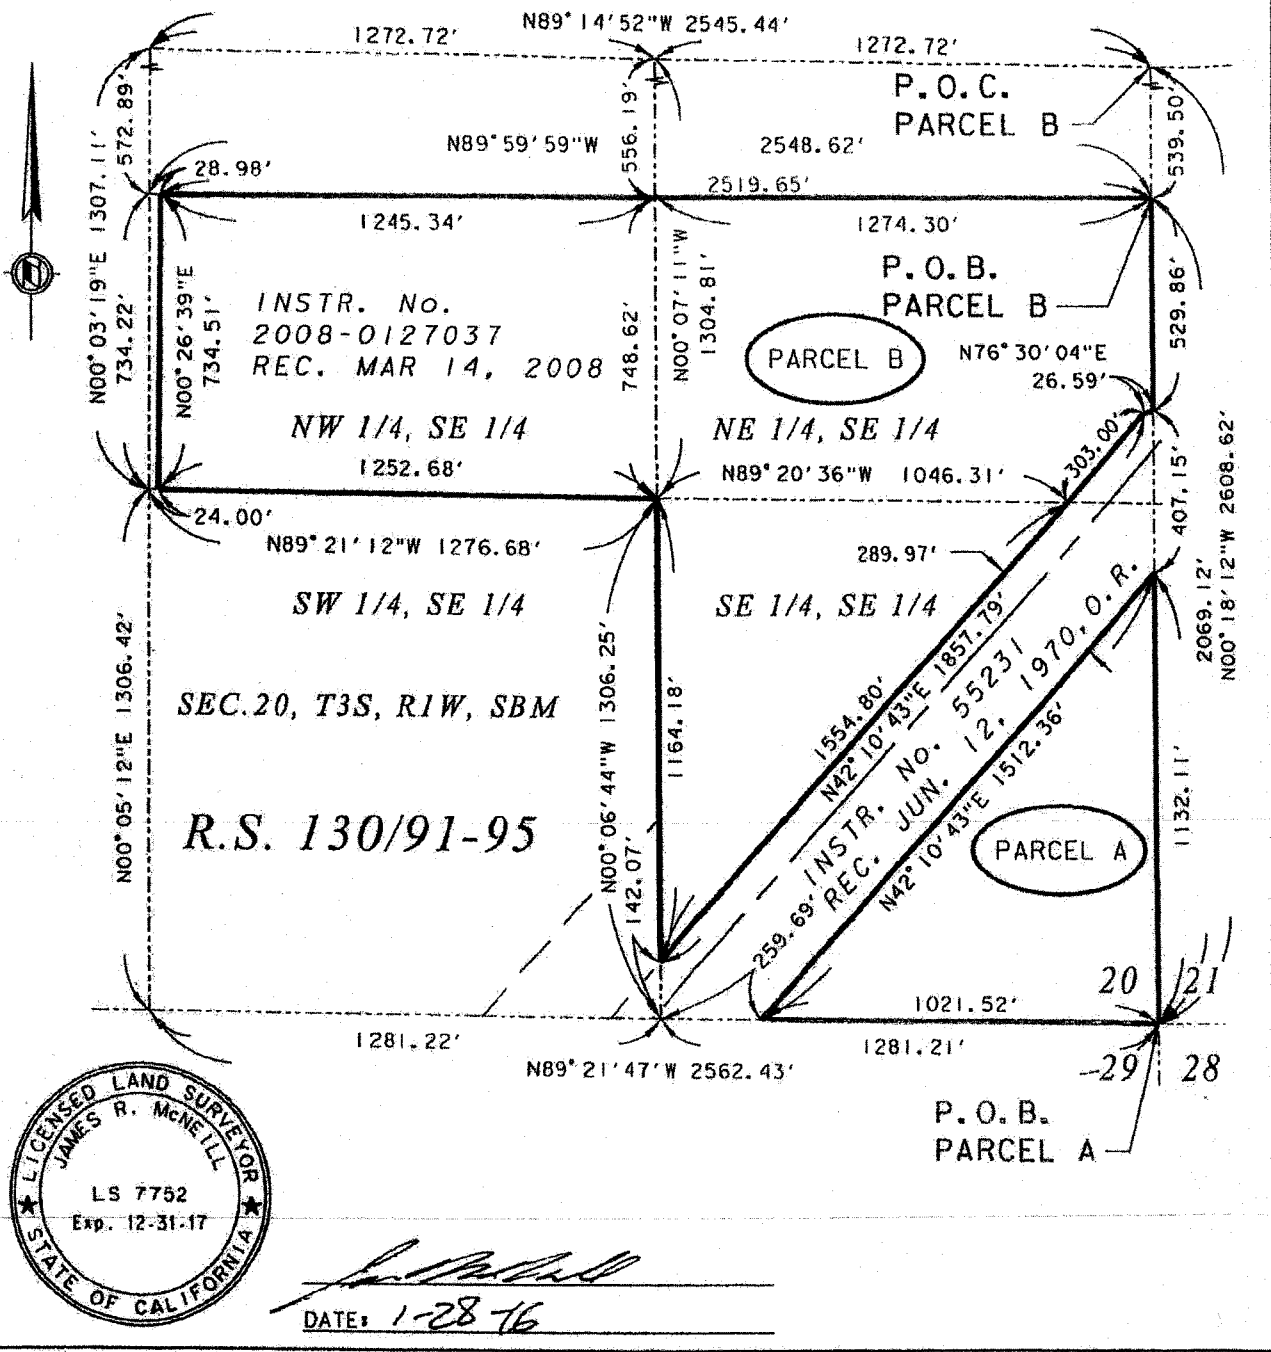 N89°14'52"W 2545.44'
1272.72'
1272.72'
P.O.C.
PARCEL B
572.89'
556.19'
539.50'
N00°03'19"E 1307.11'
N89°59'59"W
2548.62'
28.98'
2519.65'
1245.34'
1274.30'
P.O.B.
PARCEL B
734.22'
N00°26'39"E
734.51'
INSTR. No.
2008-0127037
REC. MAR 14, 2008
748.62'
N00°07'11"W
1304.81'
PARCEL B
529.86'
N76°30'04"E
26.59'
NW 1/4, SE 1/4
NE 1/4, SE 1/4
303.00'
1252.68'
N89°20'36"W 1046.31'
407.15'
N00°18'12"W 2608.62'
2069.12'
24.00'
N89°21'12"W 1276.68'
289.97'
SW 1/4, SE 1/4
SE 1/4, SE 1/4
N00°05'12"E 1306.42'
SEC.20, T3S, R1W, SBM
N00°06'44"W 1306.25'
1164.18'
1554.80'
N42°10'43"E 1857.79'
INSTR. No. 55231
REC. JUN. 12, 1970, O.R.
N42°10'43"E 1512.36'
R.S. 130/91-95
142.07'
259.69'
PARCEL A
1132.11'
20
21
1021.52'
1281.22'
N89°21'47"W 2562.43'
1281.21'
29
28
P.O.B.
PARCEL A
LICENSED LAND SURVEYOR
JAMES R. McNEILL
LS 7752
Exp. 12-31-17
STATE OF CALIFORNIA
DATE: 1-28-16